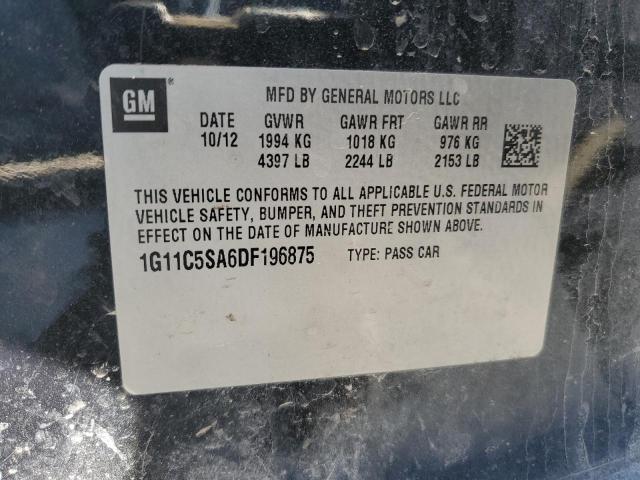 GM®
MFD BY GENERAL MOTORS LLC
DATE GVWR GAWR FRT GAWR RR
10/12 1994 KG 1018 KG 976 KG
4397 LB 2244 LB 2153 LB
THIS VEHICLE CONFORMS TO ALL APPLICABLE U.S. FEDERAL MOTOR
VEHICLE SAFETY, BUMPER, AND THEFT PREVENTION STANDARDS IN
EFFECT ON THE DATE OF MANUFACTURE SHOWN ABOVE.
1G11C5SA6DF196875 TYPE: PASS CAR